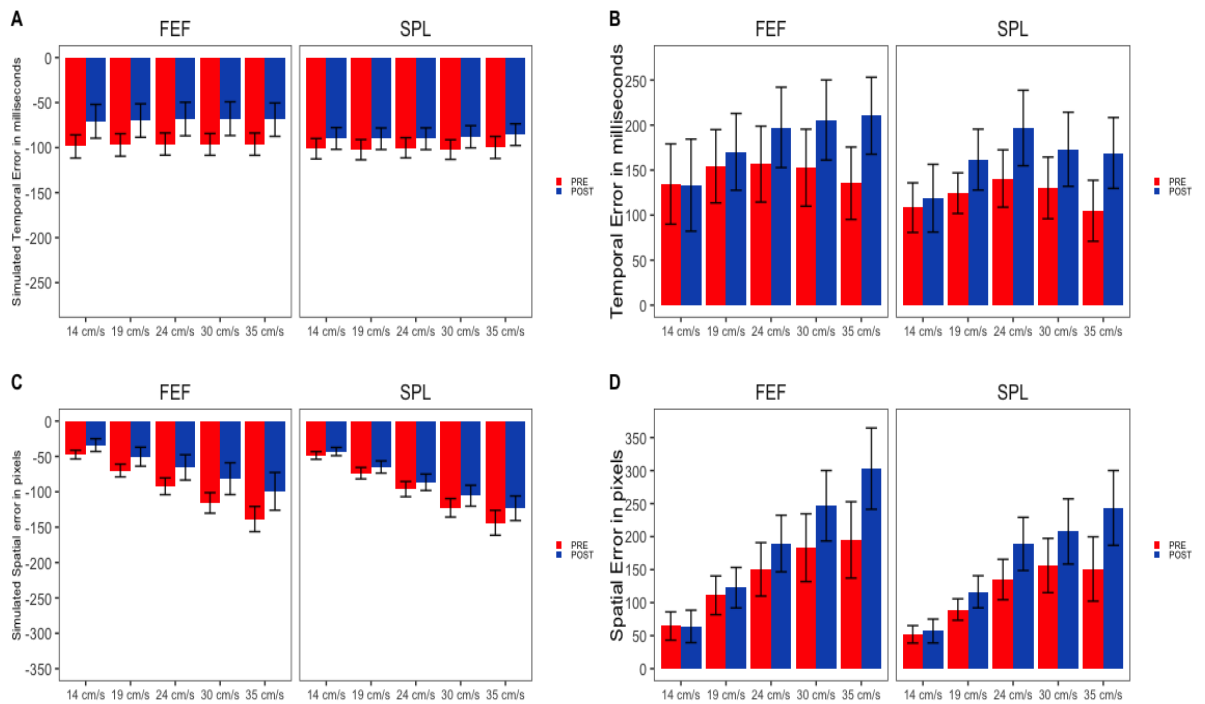 A
FEF SPL
Simulated Temporal Error in milliseconds
0
-50
-100
-150
-200
-250
14 cm/s 19 cm/s 24 cm/s 30 cm/s 35 cm/s 14 cm/s 19 cm/s 24 cm/s 30 cm/s 35 cm/s
PRE
POST
B
FEF SPL
Temporal Error in milliseconds
250
200
150
100
50
0
14 cm/s 19 cm/s 24 cm/s 30 cm/s 35 cm/s 14 cm/s 19 cm/s 24 cm/s 30 cm/s 35 cm/s
PRE
POST
C
FEF SPL
Simulated Spatial error in pixels
0
-50
-100
-150
-200
-250
-300
-350
14 cm/s 19 cm/s 24 cm/s 30 cm/s 35 cm/s 14 cm/s 19 cm/s 24 cm/s 30 cm/s 35 cm/s
PRE
POST
D
FEF SPL
Spatial Error in pixels
350
300
250
200
150
100
50
0
14 cm/s 19 cm/s 24 cm/s 30 cm/s 35 cm/s 14 cm/s 19 cm/s 24 cm/s 30 cm/s 35 cm/s
PRE
POST